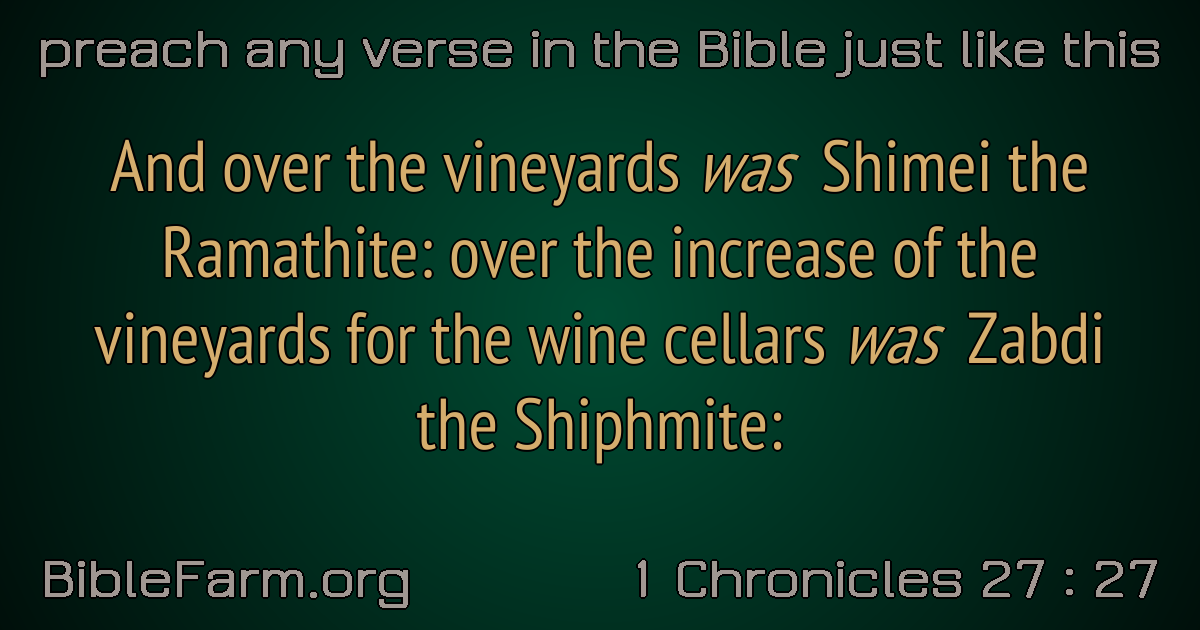 preach any verse in the Bible just like this
And over the vineyards was Shimei the
Ramathite: over the increase of the
vineyards for the wine cellars was Zabdi
the Shiphmite:
BibleFarm.org
1 Chronicles 27 : 27